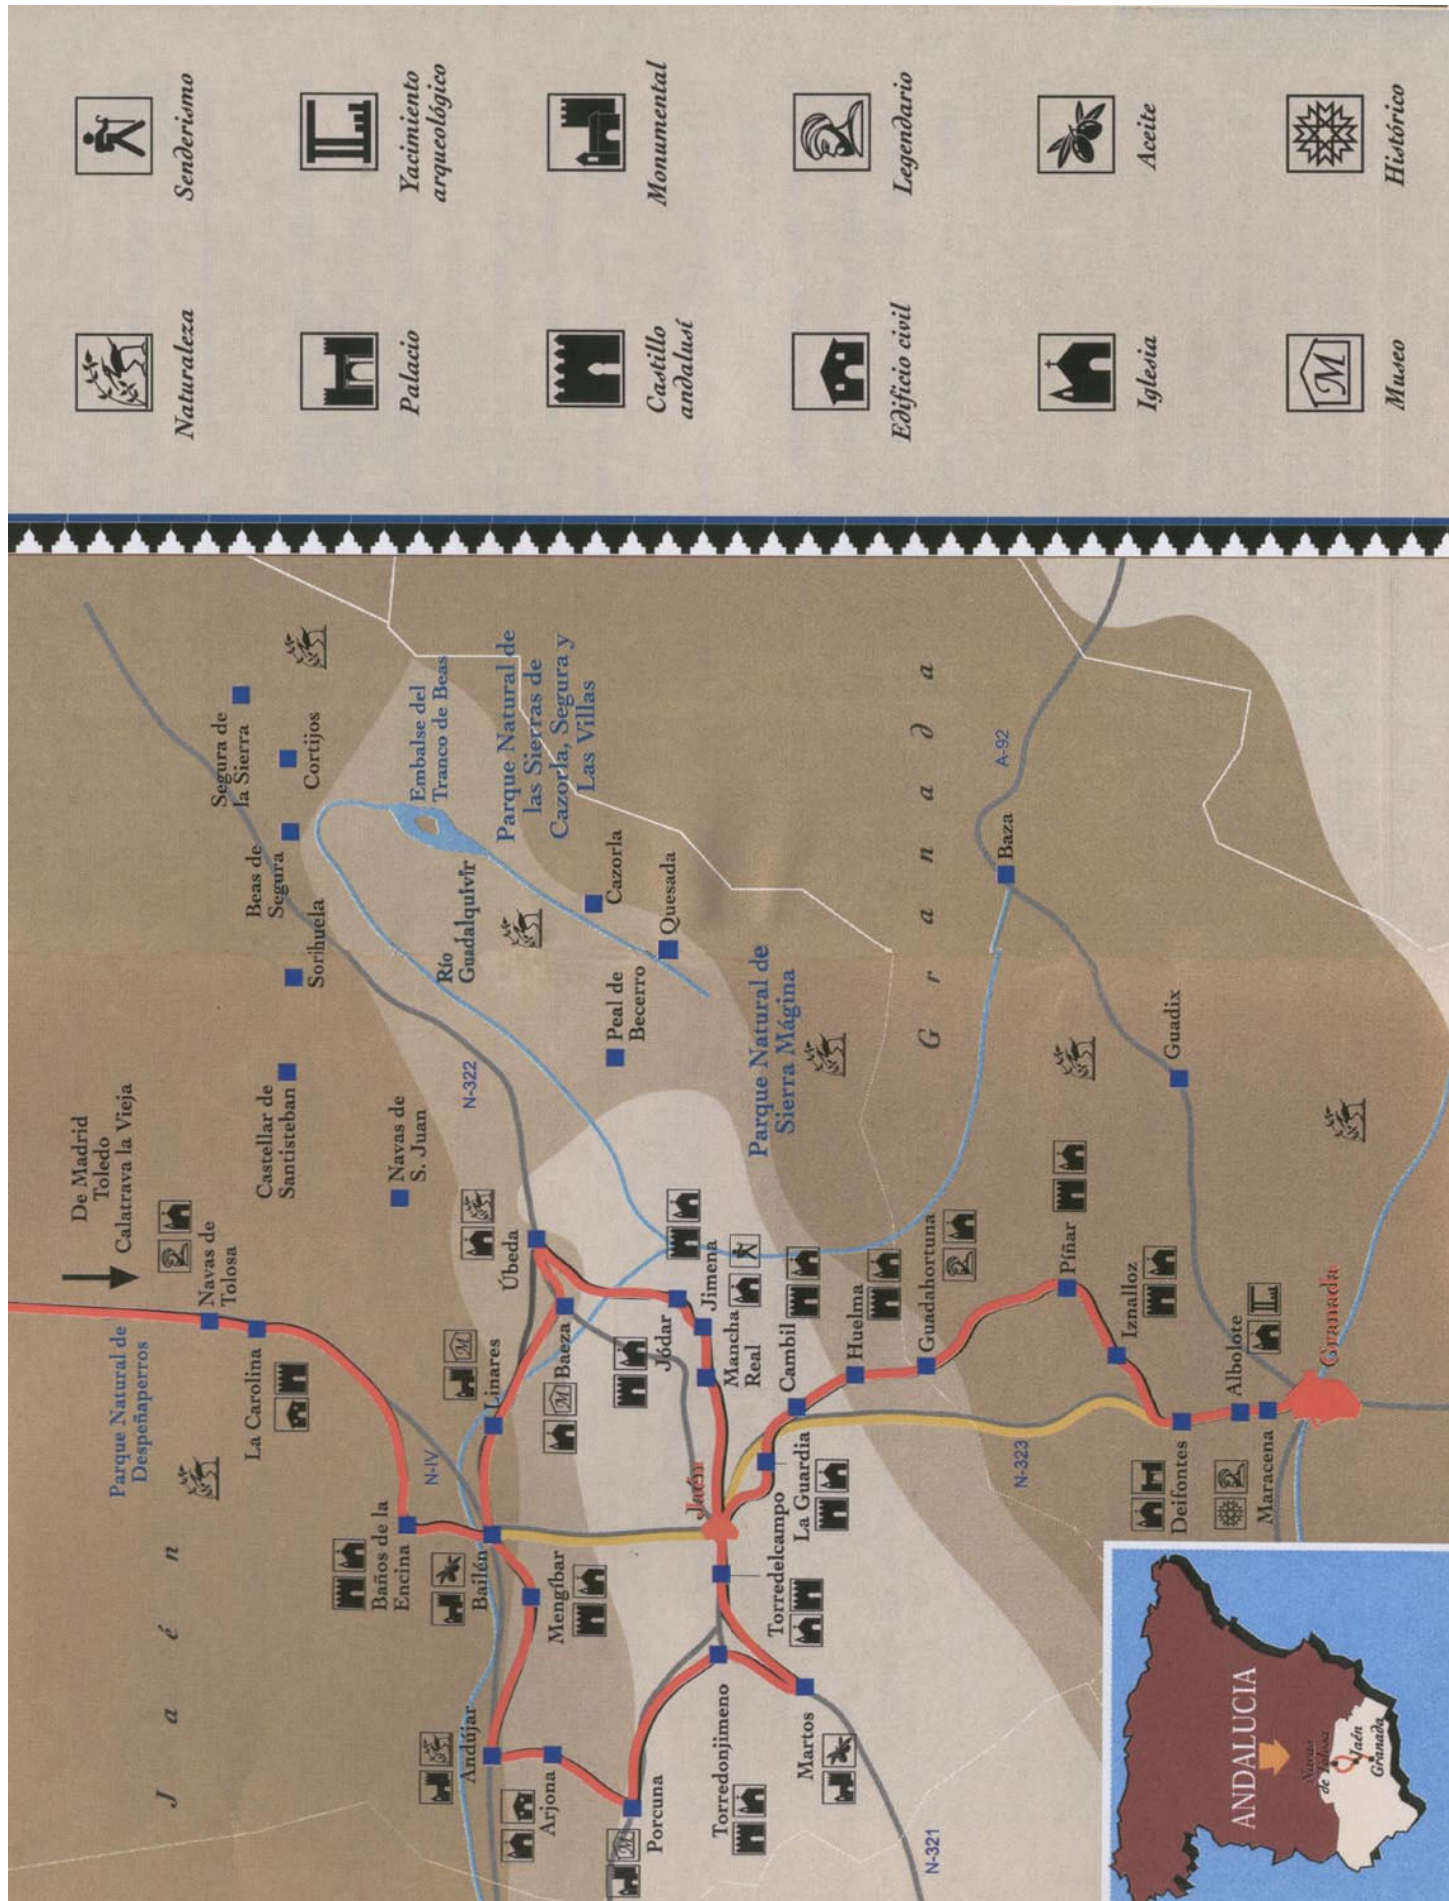 De Madrid
Toledo
Calatrava la Vieja
Navas de
Tolosa
Parque Natural de
Despeñaperros
La Carolina
Castellar de
Santisteban
Segura de
la Sierra
Cortijos
Beas de
Segura
Sorihuela
Navas de
S. Juan
Embalse del
Tranco de Beas
Parque Natural de
las Sierras de
Cazorla, Segura y
Las Villas
Río
Guadalquivir
N-322
Cazorla
Quesada
Peal de
Becerro
Jaén
N-IV
Baños de la
Encina
Bailén
Linares
Úbeda
M
Baeza
M
Mengíbar
Andújar
Arjona
Porcuna
M
Jódar
Jimena
Mancha
Real
Jaén
Torredelcampo
La Guardia
Cambil
Huelma
Torredonjimeno
Martos
N-321
Parque Natural de
Sierra Mágina
Granada
Guadahortuna
Píñar
Iznalloz
N-323
Deifontes
Albolote
Maracena
Granada
Guadix
Baza
A-92
ANDALUCIA
Navas
de Tolosa
Jaén
Granada
Naturaleza
Senderismo
Palacio
Yacimiento
arqueológico
Castillo
andalusí
Monumental
Edificio civil
Legendario
Iglesia
Aceite
M
Museo
Histórico